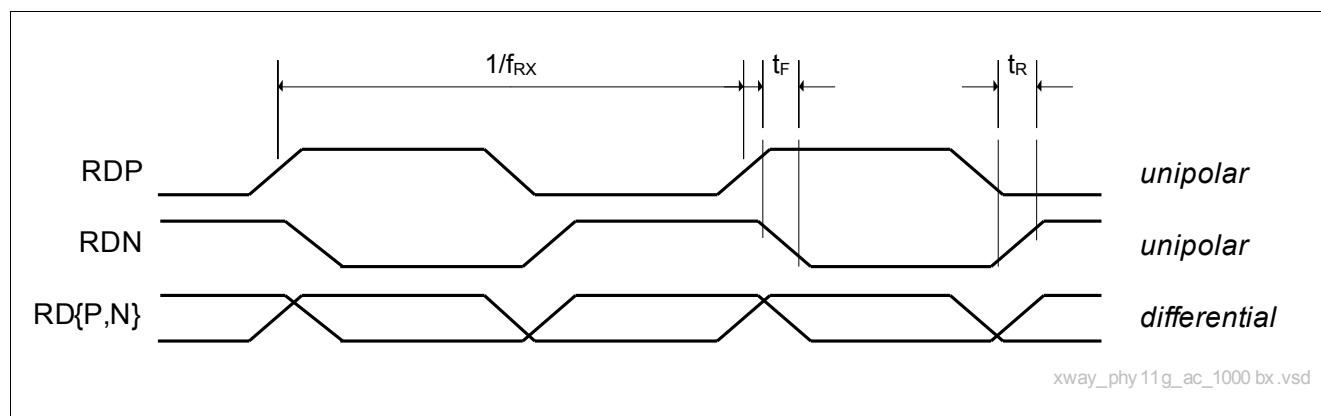 1/fRX tF tR
RDP unipolar
RDN unipolar
RD{P,N} differential
xway_phy11g_ac_1000bx.vsd